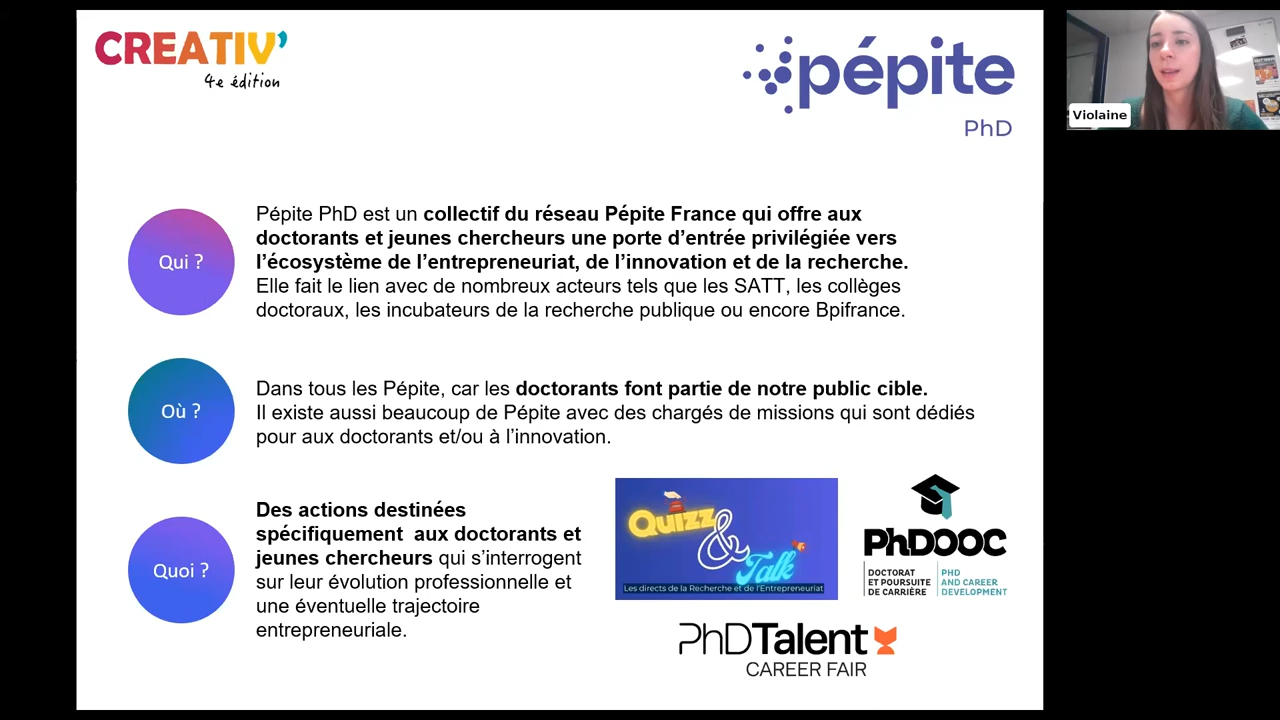 CREATIV'
4e édition
pépite
PhD
Violaine
Qui ?
Pépite PhD est un collectif du réseau Pépite France qui offre aux
doctorants et jeunes chercheurs une porte d’entrée privilégiée vers
l’écosystème de l’entrepreneuriat, de l’innovation et de la recherche.
Elle fait le lien avec de nombreux acteurs tels que les SATT, les collèges
doctoraux, les incubateurs de la recherche publique ou encore Bpifrance.
Où ?
Dans tous les Pépite, car les doctorants font partie de notre public cible.
Il existe aussi beaucoup de Pépite avec des chargés de missions qui sont dédiés
pour aux doctorants et/ou à l’innovation.
Quoi ?
Des actions destinées
spécifiquement aux doctorants et
jeunes chercheurs qui s’interrogent
sur leur évolution professionnelle et
une éventuelle trajectoire
entrepreneuriale.
Quizz
&
Talk
Les directs de la Recherche et de l'Entrepreneuriat
PhDOOC
DOCTORAT
ET POURSUITE
DE CARRIÈRE
PHD
AND CAREER
DEVELOPMENT
PhDTalent
CAREER FAIR